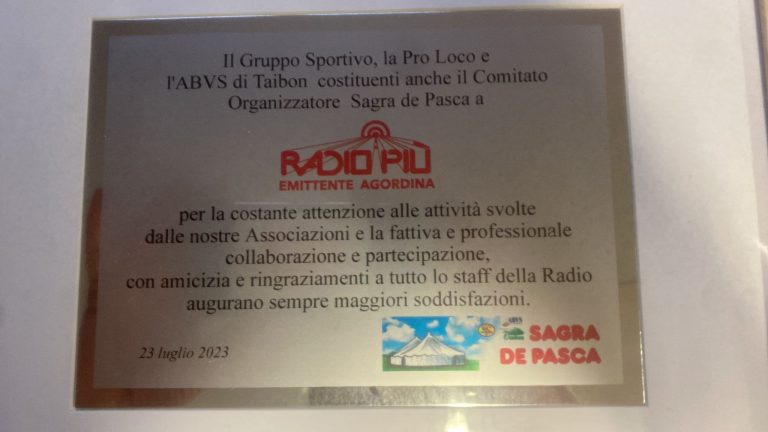 Il Gruppo Sportivo, la Pro Loco e
l'ABVS di Taibon costituenti anche il Comitato
Organizzatore Sagra de Pasca a
RADIO PIÙ
EMITTENTE AGORDINA
per la costante attenzione alle attività svolte
dalle nostre Associazioni e la fattiva e professionale
collaborazione e partecipazione,
con amicizia e ringraziamenti a tutto lo staff della Radio
augurano sempre maggiori soddisfazioni.
23 luglio 2023
ABVS
SAGRA
DE PASCA